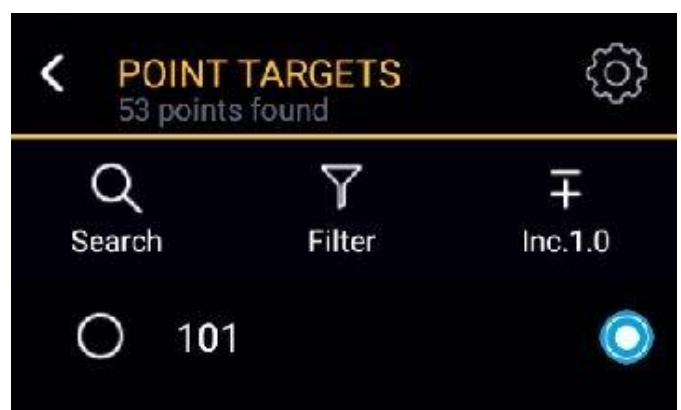 POINT TARGETS
53 points found
Search Filter Inc.1.0
101